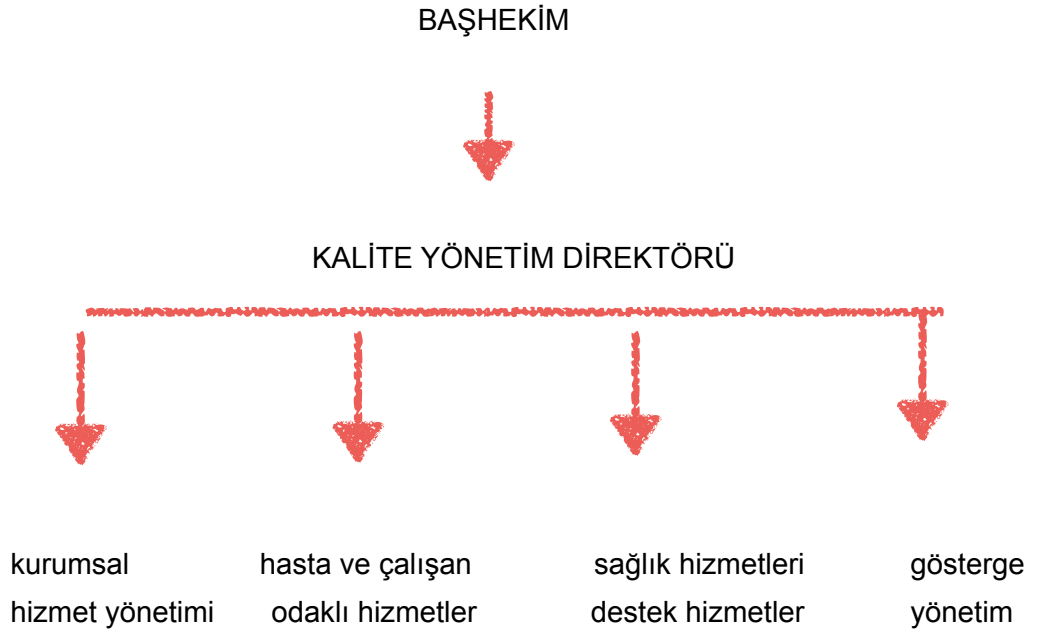 BAŞHEKİM
KALİTE YÖNETİM DİREKTÖRÜ
kurumsal hasta ve çalışan sağlık hizmetleri gösterge
hizmet yönetimi odaklı hizmetler destek hizmetler yönetim